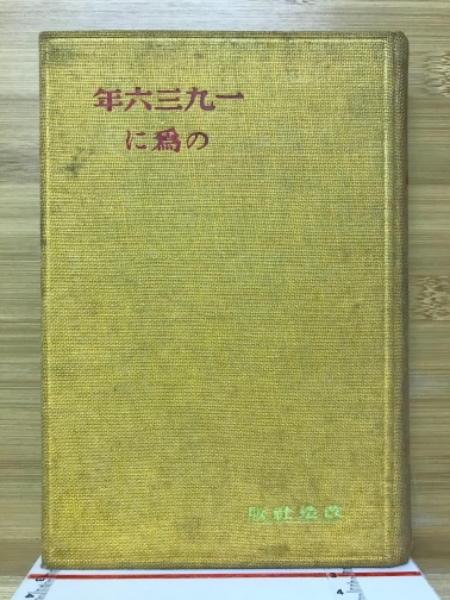 一九三六年
の爲に
改造社版